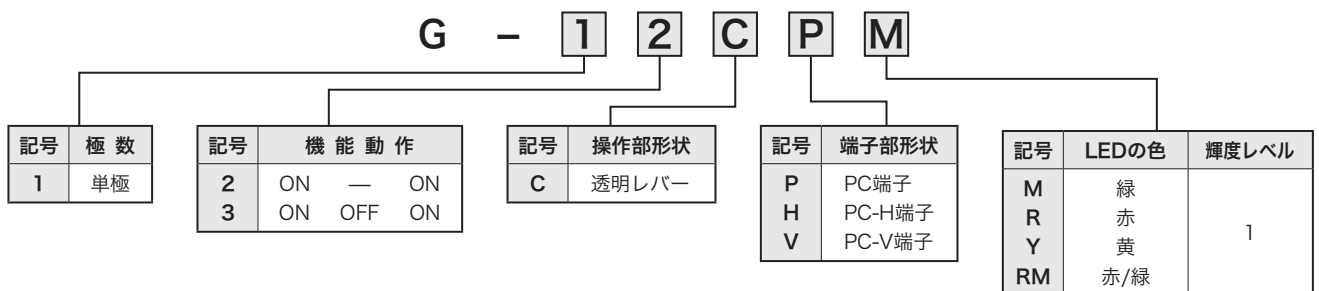 G – 1 2 C P M
記号 極 数
1 単極
記号 機 能 動 作
2 ON — ON
3 ON OFF ON
記号 操作部形状
C 透明レバー
記号 端子部形状
P PC端子
H PC-H端子
V PC-V端子
記号 LEDの色 輝度レベル
M 緑 1
R 赤
Y 黄
RM 赤/緑